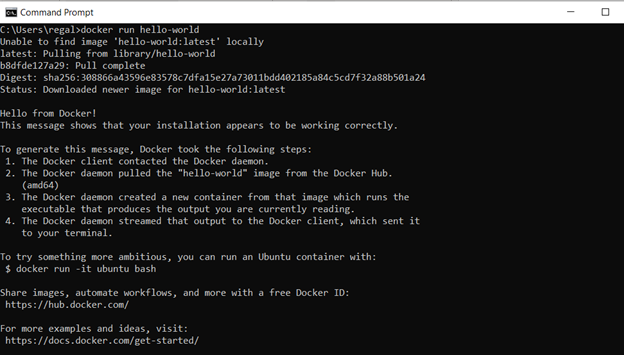 Command Prompt
C:\Users\regal>docker run hello-world
Unable to find image 'hello-world:latest' locally
latest: Pulling from library/hello-world
b8dfde127a29: Pull complete
Digest: sha256:308866a43596e83578c7dfa15e27a73011bdd402185a84c5cd7f32a88b501a24
Status: Downloaded newer image for hello-world:latest
Hello from Docker!
This message shows that your installation appears to be working correctly.
To generate this message, Docker took the following steps:
1. The Docker client contacted the Docker daemon.
2. The Docker daemon pulled the "hello-world" image from the Docker Hub.
(amd64)
3. The Docker daemon created a new container from that image which runs the
executable that produces the output you are currently reading.
4. The Docker daemon streamed that output to the Docker client, which sent it
to your terminal.
To try something more ambitious, you can run an Ubuntu container with:
$ docker run -it ubuntu bash
Share images, automate workflows, and more with a free Docker ID:
https://hub.docker.com/
For more examples and ideas, visit:
https://docs.docker.com/get-started/